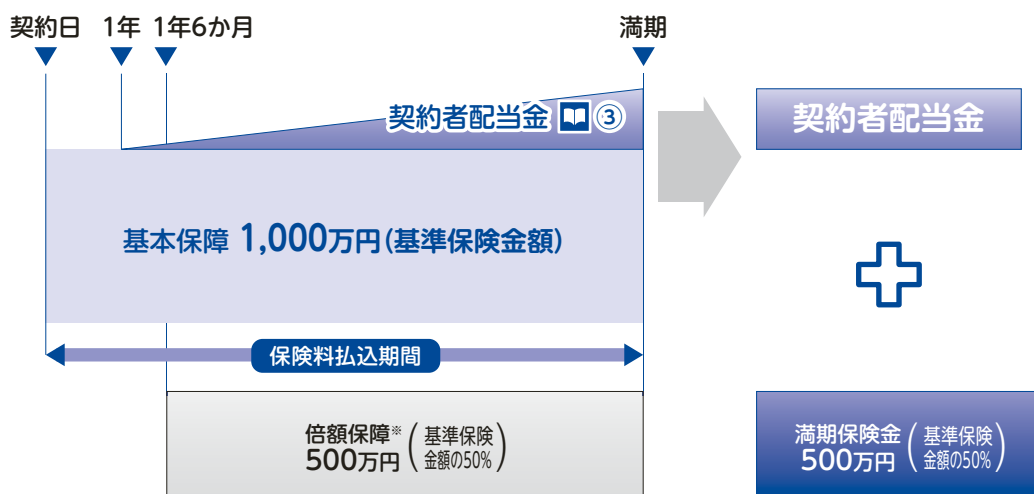 契約日 1年 1年6か月 満期
契約者配当金 ③
契約者配当金
基本保障 1,000万円(基準保険金額)
保険料払込期間
倍額保障※
500万円
(基準保険
金額の50%)
満期保険金
500万円
(基準保険
金額の50%)